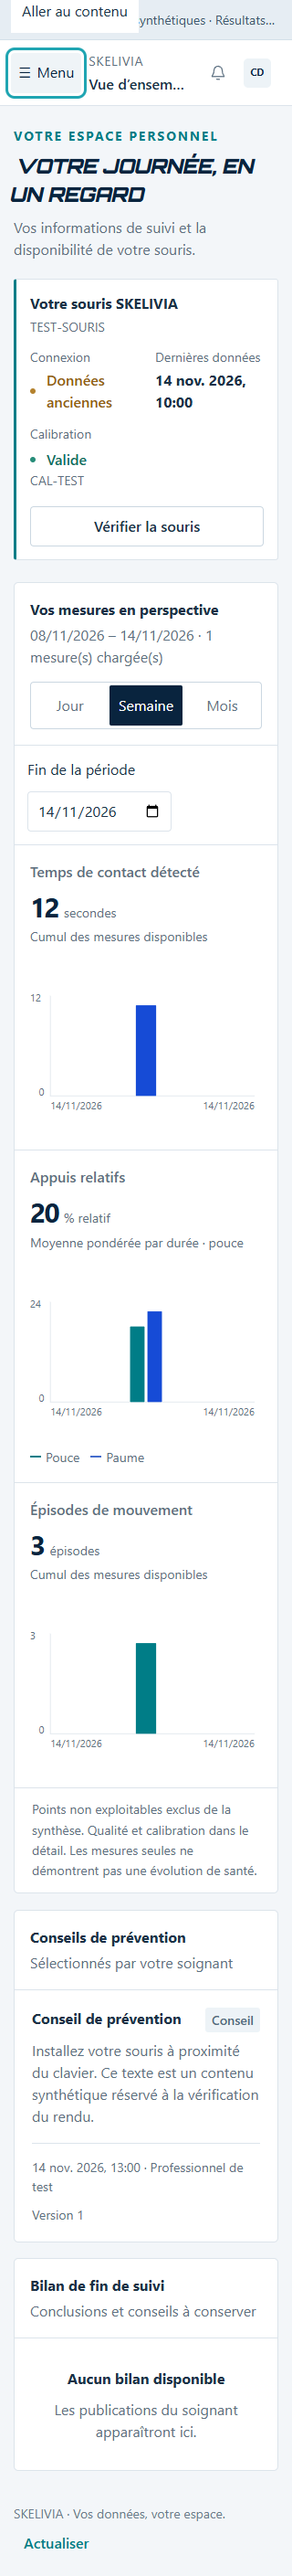 Aller au contenu
ynthétiques · Résultats...
☰ Menu
SKELIVIA
Vue d'ensem...
CD
VOTRE ESPACE PERSONNEL
VOTRE JOURNÉE, EN
UN REGARD
Vos informations de suivi et la
disponibilité de votre souris.
Votre souris SKELIVIA
TEST-SOURIS
Connexion
Données
anciennes
Dernières données
14 nov. 2026,
10:00
Calibration
Valide
CAL-TEST
Vérifier la souris
Vos mesures en perspective
08/11/2026 – 14/11/2026 · 1
mesure(s) chargée(s)
Jour Semaine Mois
Fin de la période
14/11/2026
Temps de contact détecté
12 secondes
Cumul des mesures disponibles
12
0
14/11/2026 14/11/2026
Appuis relatifs
20 % relatif
Moyenne pondérée par durée · pouce
24
0
14/11/2026 14/11/2026
Pouce Paume
Épisodes de mouvement
3 épisodes
Cumul des mesures disponibles
3
0
14/11/2026 14/11/2026
Points non exploitables exclus de la
synthèse. Qualité et calibration dans le
détail. Les mesures seules ne
démontrent pas une évolution de santé.
Conseils de prévention
Sélectionnés par votre soignant
Conseil de prévention Conseil
Installez votre souris à proximité
du clavier. Ce texte est un contenu
synthétique réservé à la vérification
du rendu.
14 nov. 2026, 13:00 · Professionnel de
test
Version 1
Bilan de fin de suivi
Conclusions et conseils à conserver
Aucun bilan disponible
Les publications du soignant
apparaîtront ici.
SKELIVIA · Vos données, votre espace.
Actualiser